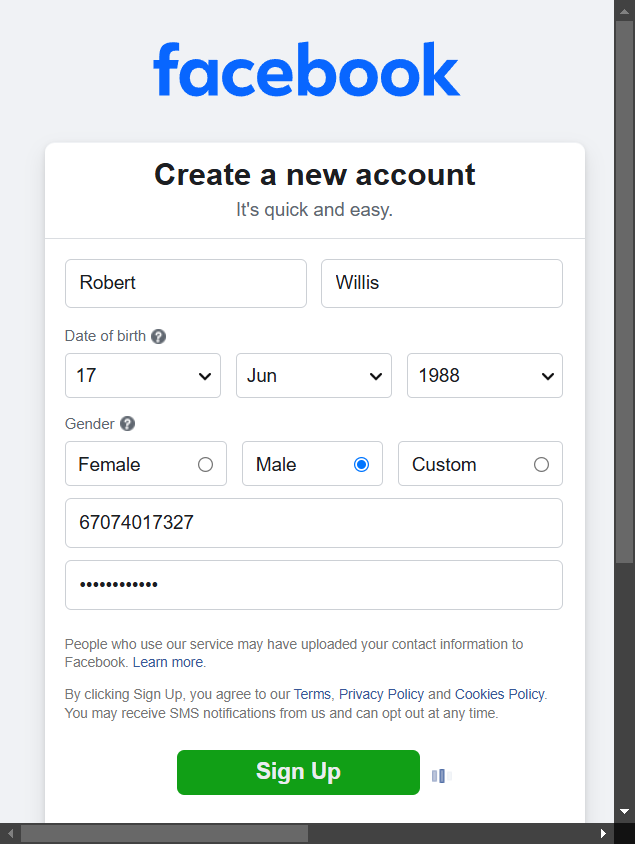 facebook
Create a new account
It's quick and easy.
Robert Willis
Date of birth ?
17 Jun 1988
Gender ?
Female Male Custom
67074017327
••••••••••••
People who use our service may have uploaded your contact information to
Facebook. Learn more.
By clicking Sign Up, you agree to our Terms, Privacy Policy and Cookies Policy.
You may receive SMS notifications from us and can opt out at any time.
Sign Up